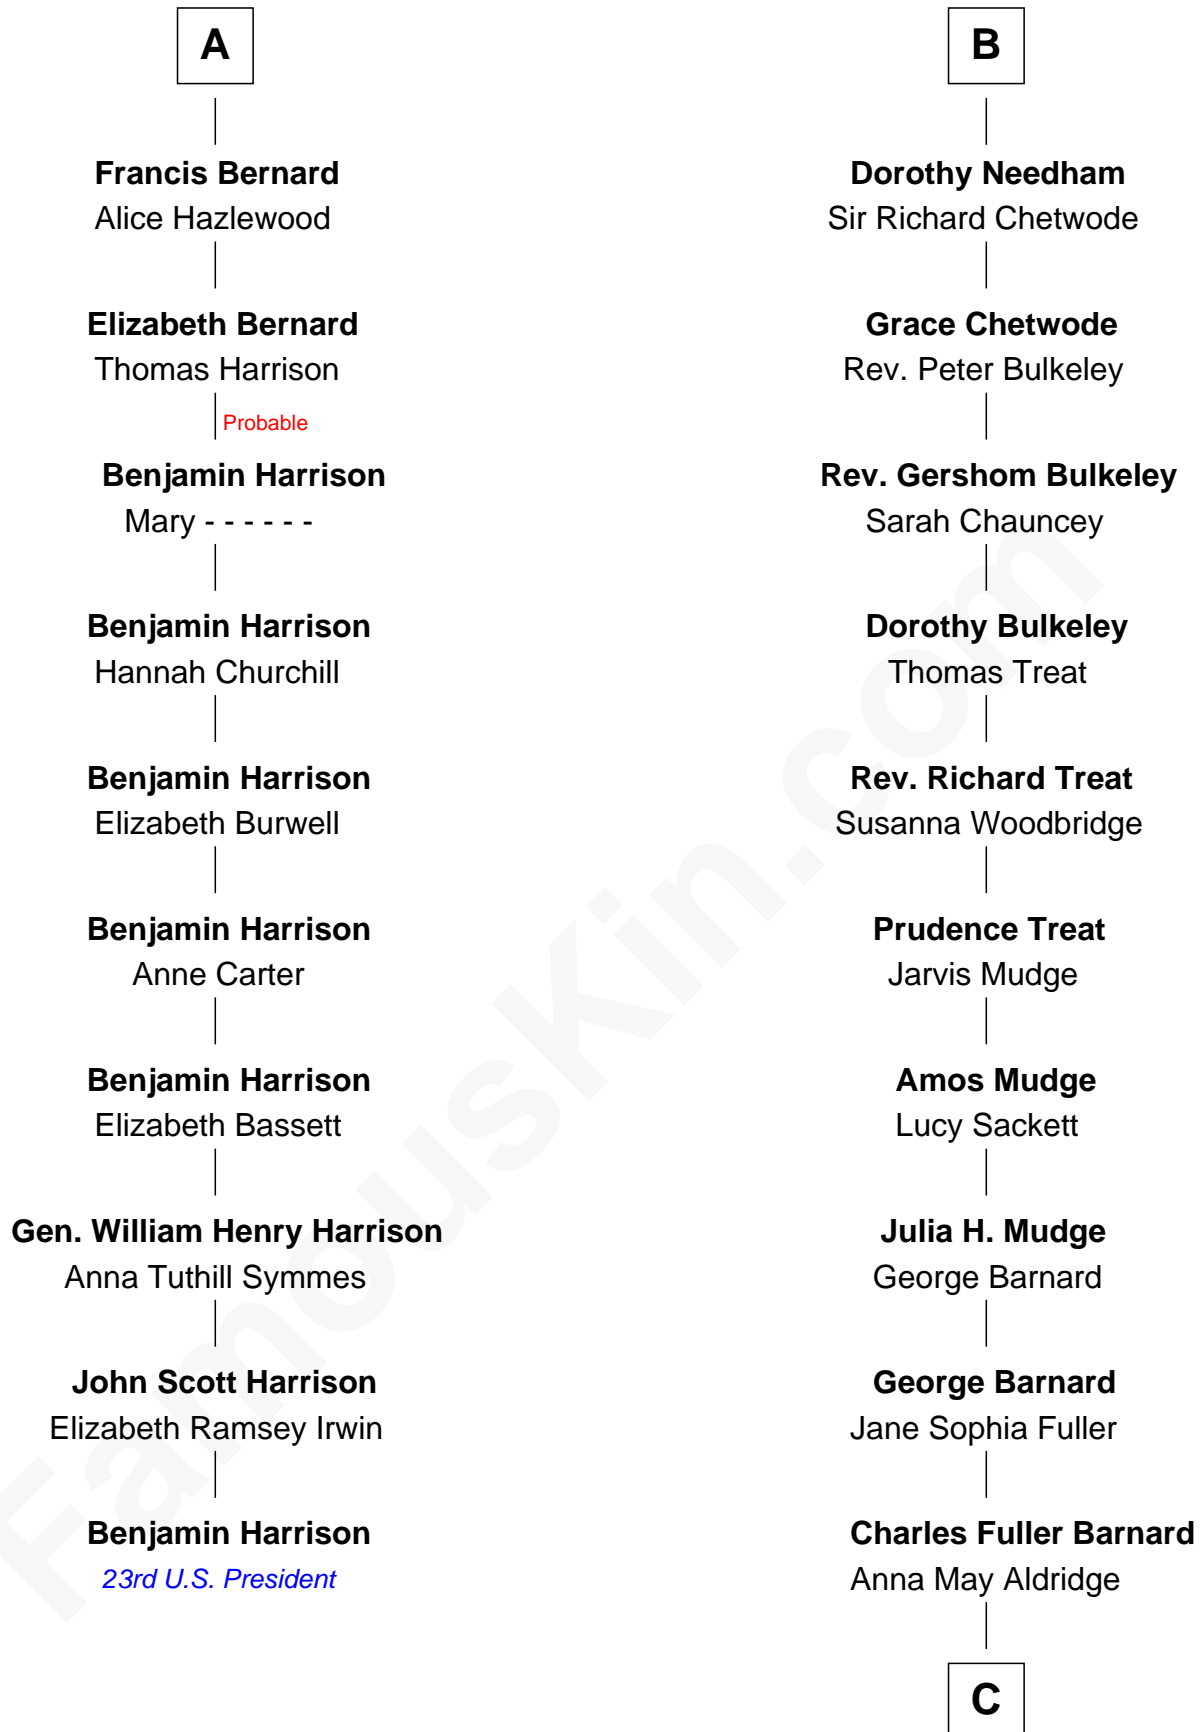 A
Francis Bernard
Alice Hazlewood
Elizabeth Bernard
Thomas Harrison
Probable
Benjamin Harrison
Mary - - - - - -
Benjamin Harrison
Hannah Churchill
Benjamin Harrison
Elizabeth Burwell
Benjamin Harrison
Anne Carter
Benjamin Harrison
Elizabeth Bassett
Gen. William Henry Harrison
Anna Tuthill Symmes
John Scott Harrison
Elizabeth Ramsey Irwin
Benjamin Harrison
23rd U.S. President
B
Dorothy Needham
Sir Richard Chetwode
Grace Chetwode
Rev. Peter Bulkeley
Rev. Gershom Bulkeley
Sarah Chauncey
Dorothy Bulkeley
Thomas Treat
Rev. Richard Treat
Susanna Woodbridge
Prudence Treat
Jarvis Mudge
Amos Mudge
Lucy Sackett
Julia H. Mudge
George Barnard
George Barnard
Jane Sophia Fuller
Charles Fuller Barnard
Anna May Aldridge
C
FamousKin.com